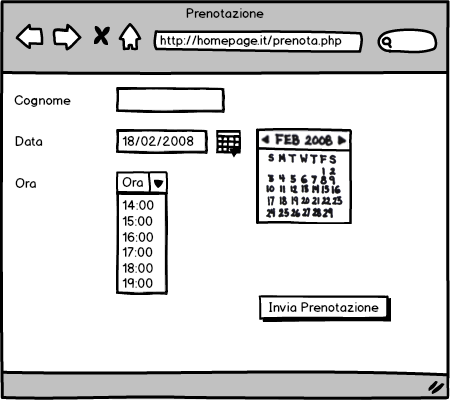 Prenotazione
http://homepage.it/prenota.php
Cognome
Data
18/02/2008
FEB 2008
S M T W T F S
1 2
3 4 5 6 7 8 9
10 11 12 13 14 15 16
17 18 19 20 21 22 23
24 25 26 27 28 29
Ora
Ora
14:00
15:00
16:00
17:00
18:00
19:00
Invia Prenotazione